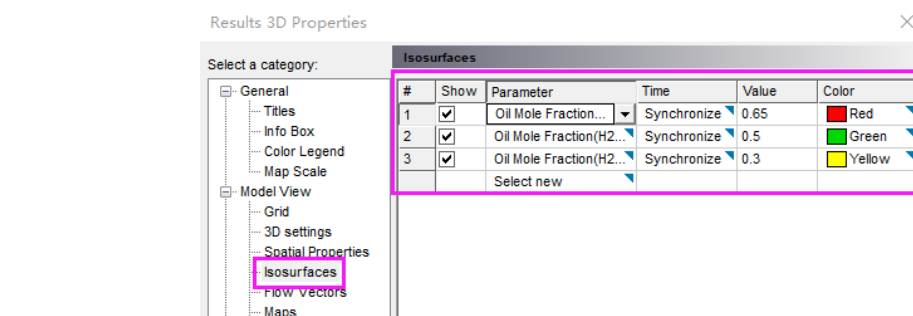 Results 3D Properties
Select a category:
Isosurfaces
General
Titles
Info Box
Color Legend
Map Scale
Model View
Grid
3D settings
Spatial Properties
Isosurfaces
Flow Vectors
Maps
# Show Parameter Time Value Color
1 Oil Mole Fraction... Synchronize 0.65 Red
2 Oil Mole Fraction(H2... Synchronize 0.5 Green
3 Oil Mole Fraction(H2... Synchronize 0.3 Yellow
Select new